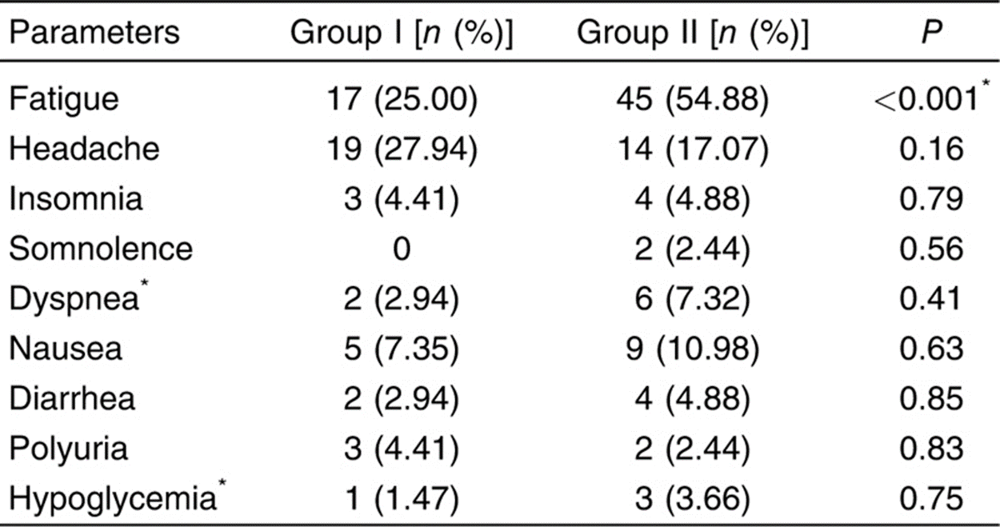 Parameters Group I [n (%)] Group II [n (%)] P
Fatigue 17 (25.00) 45 (54.88) <0.001*
Headache 19 (27.94) 14 (17.07) 0.16
Insomnia 3 (4.41) 4 (4.88) 0.79
Somnolence 0 2 (2.44) 0.56
Dyspnea* 2 (2.94) 6 (7.32) 0.41
Nausea 5 (7.35) 9 (10.98) 0.63
Diarrhea 2 (2.94) 4 (4.88) 0.85
Polyuria 3 (4.41) 2 (2.44) 0.83
Hypoglycemia* 1 (1.47) 3 (3.66) 0.75